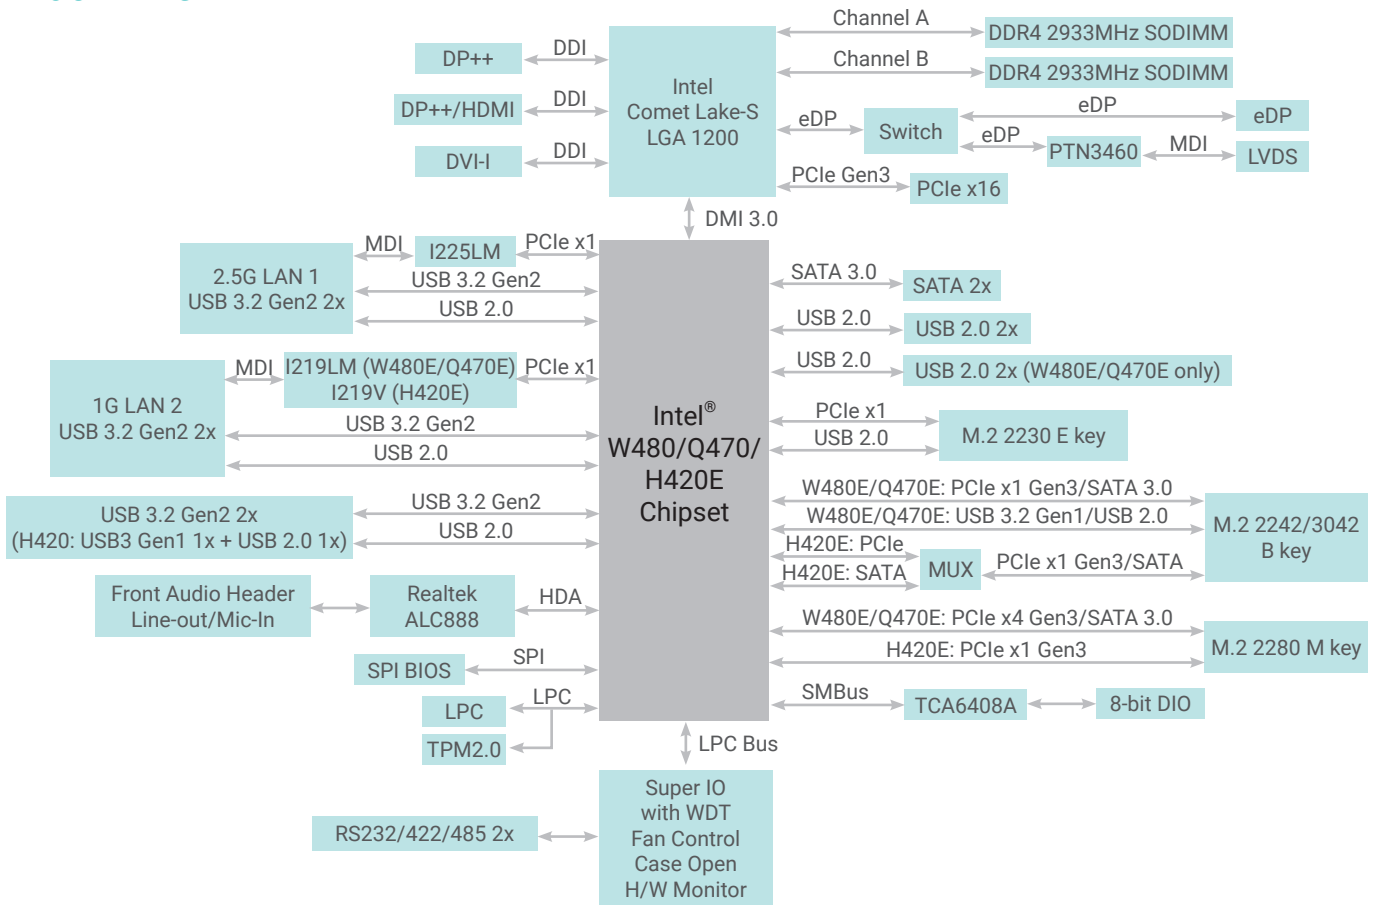 Channel A
DDR4 2933MHz SODIMM
DP++
DDI
Channel B
DDR4 2933MHz SODIMM
Intel
Comet Lake-S
LGA 1200
DP++/HDMI
DDI
eDP
Switch
eDP
eDP
eDP
PTN3460
MDI
LVDS
DVI-I
DDI
PCIe Gen3
PCIe x16
DMI 3.0
2.5G LAN 1
USB 3.2 Gen2 2x
MDI
I225LM
PCIe x1
USB 3.2 Gen2
USB 2.0
SATA 3.0
SATA 2x
USB 2.0
USB 2.0 2x
USB 2.0
USB 2.0 2x (W480E/Q470E only)
1G LAN 2
USB 3.2 Gen2 2x
MDI
I219LM (W480E/Q470E)
I219V (H420E)
PCIe x1
USB 3.2 Gen2
USB 2.0
Intel®
W480/Q470/
H420E
Chipset
PCIe x1
USB 2.0
M.2 2230 E key
USB 3.2 Gen2 2x
(H420: USB3 Gen1 1x + USB 2.0 1x)
USB 3.2 Gen2
USB 2.0
W480E/Q470E: PCIe x1 Gen3/SATA 3.0
W480E/Q470E: USB 3.2 Gen1/USB 2.0
H420E: PCIe
H420E: SATA
MUX
PCIe x1 Gen3/SATA
M.2 2242/3042
B key
Front Audio Header
Line-out/Mic-In
Realtek
ALC888
HDA
W480E/Q470E: PCIe x4 Gen3/SATA 3.0
H420E: PCIe x1 Gen3
M.2 2280 M key
SPI BIOS
SPI
SMBus
TCA6408A
8-bit DIO
LPC
LPC
TPM2.0
LPC Bus
Super IO
with WDT
Fan Control
Case Open
H/W Monitor
RS232/422/485 2x